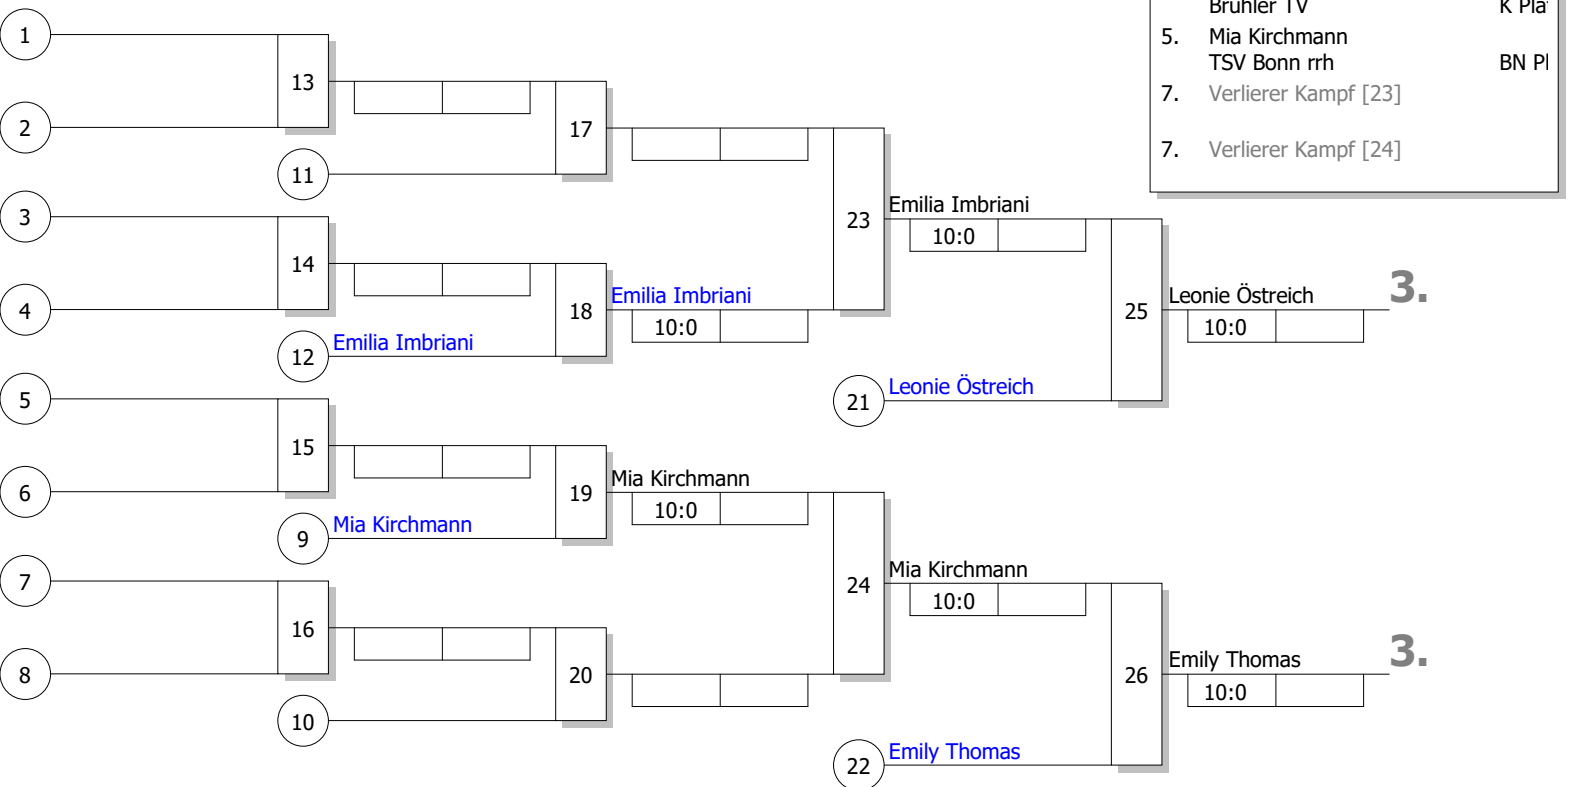 Brühler TV K Pla
5. Mia Kirchmann
TSV Bonn rrh BN Pl
7. Verlierer Kampf [23]
7. Verlierer Kampf [24]
1
13
2
17
11
3
23
Emilia Imbriani
10:0
14
4
18
Emilia Imbriani
10:0
12
Emilia Imbriani
25
Leonie Östreich
10:0
3.
21
Leonie Östreich
5
15
6
19
Mia Kirchmann
10:0
9
Mia Kirchmann
7
24
Mia Kirchmann
10:0
16
8
20
10
26
Emily Thomas
10:0
3.
22
Emily Thomas